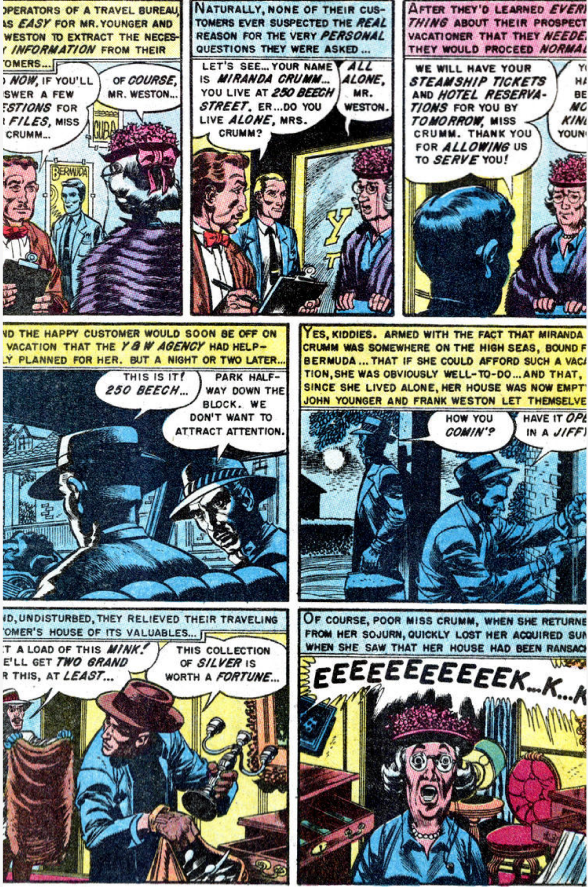 OPERATORS OF A TRAVEL BUREAU,
AS EASY FOR MR. YOUNGER AND
WESTON TO EXTRACT THE NECES-
Y INFORMATION FROM THEIR
TOMERS...
NOW, IF YOU'LL
SWER A FEW
ESTIONS FOR
FILES, MISS
CRUMM...
OF COURSE,
MR. WESTON...
CUBA
BERMUDA
NATURALLY, NONE OF THEIR CUS-
TOMERS EVER SUSPECTED THE REAL
REASON FOR THE VERY PERSONAL
QUESTIONS THEY WERE ASKED...
LET'S SEE... YOUR NAME
IS MIRANDA CRUMM...
YOU LIVE AT 250 BEECH
STREET. ER...DO YOU
LIVE ALONE, MRS.
CRUMM?
ALL
ALONE,
MR.
WESTON.
Y
T
AFTER THEY'D LEARNED EVERY
THING ABOUT THEIR PROSPEC
VACATIONER THAT THEY NEEDE
THEY WOULD PROCEED NORMA
WE WILL HAVE YOUR
STEAMSHIP TICKETS
AND HOTEL RESERVA-
TIONS FOR YOU BY
TOMORROW, MISS
CRUMM. THANK YOU
FOR ALLOWING US
TO SERVE YOU!
Y
HA
BE
MO
KIN
YOUN
ND THE HAPPY CUSTOMER WOULD SOON BE OFF ON
VACATION THAT THE Y & W AGENCY HAD HELP-
LY PLANNED FOR HER. BUT A NIGHT OR TWO LATER...
THIS IS IT!
250 BEECH...
PARK HALF-
WAY DOWN THE
BLOCK. WE
DON'T WANT TO
ATTRACT ATTENTION.
YES, KIDDIES. ARMED WITH THE FACT THAT MIRANDA
CRUMM WAS SOMEWHERE ON THE HIGH SEAS, BOUND F
BERMUDA... THAT IF SHE COULD AFFORD SUCH A VACA
TION, SHE WAS OBVIOUSLY WELL-TO-DO... AND THAT,
SINCE SHE LIVED ALONE, HER HOUSE WAS NOW EMPT
JOHN YOUNGER AND FRANK WESTON LET THEMSELVE
HOW YOU
COMIN'?
HAVE IT OPE
IN A JIFF
ND, UNDISTURBED, THEY RELIEVED THEIR TRAVELING
TOMER'S HOUSE OF ITS VALUABLES...
T A LOAD OF THIS MINK!
E'LL GET TWO GRAND
R THIS, AT LEAST...
THIS COLLECTION
OF SILVER IS
WORTH A FORTUNE...
OF COURSE, POOR MISS CRUMM, WHEN SHE RETURNE
FROM HER SOJURN, QUICKLY LOST HER ACQUIRED SU
WHEN SHE SAW THAT HER HOUSE HAD BEEN RANSAC
EEEEEEEEEEEEK...K...K